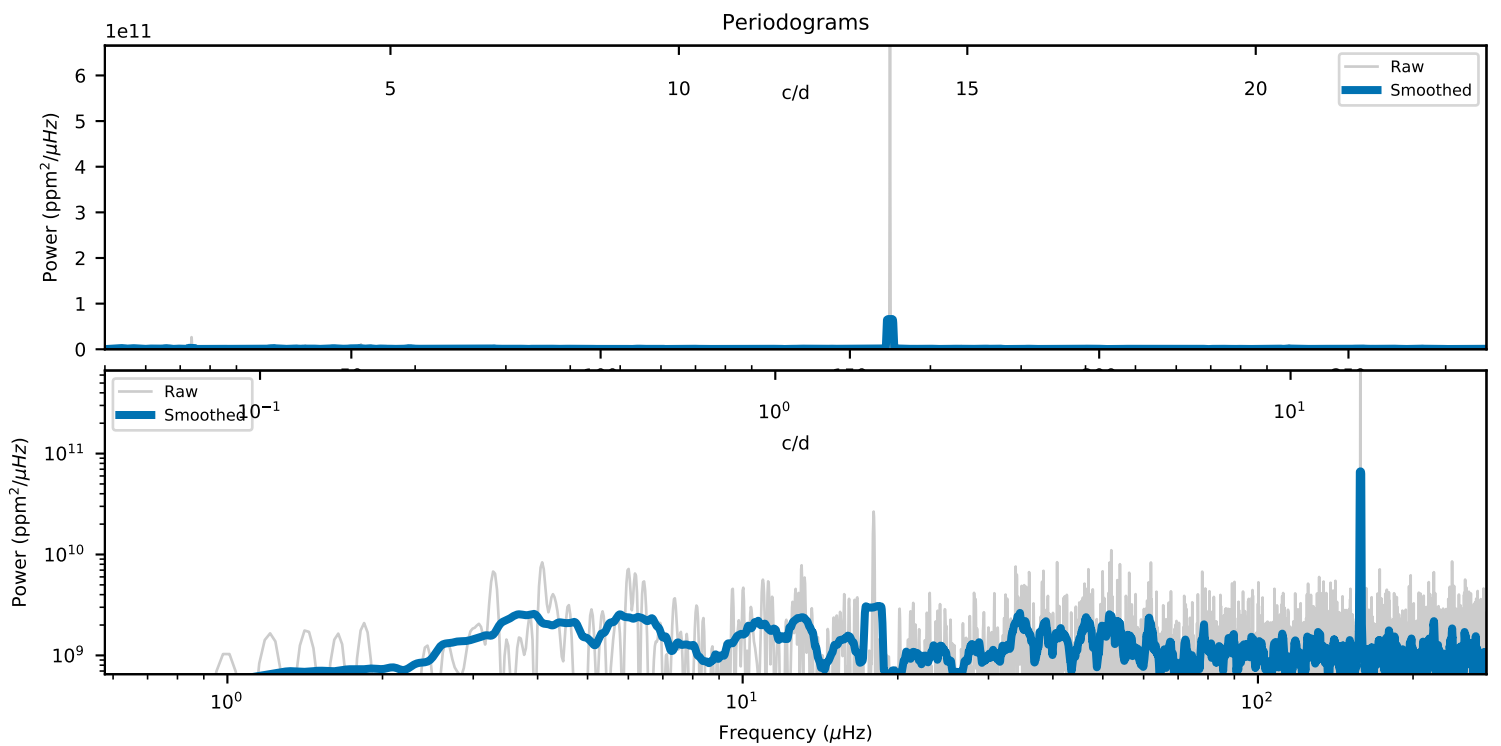 Periodograms
1e11
Raw
Smoothed
5 10 15 20
c/d
6
5
4
3
2
1
0
Power (ppm²/μHz)
Raw
Smoothed
10⁻¹ 10⁰ 10¹
c/d
10¹¹
10¹⁰
10⁹
Power (ppm²/μHz)
10⁰ 10¹ 10²
Frequency (μHz)